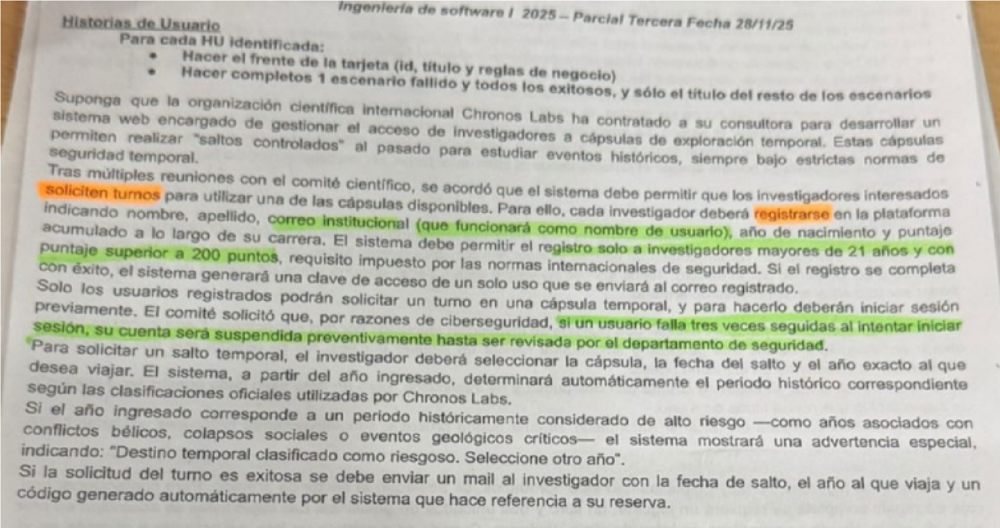 Ingeniería de software I 2025 – Parcial Tercera Fecha 28/11/25
Historias de Usuario
Para cada HU identificada:
• Hacer el frente de la tarjeta (id, título y reglas de negocio)
• Hacer completos 1 escenario fallido y todos los exitosos, y sólo el título del resto de los escenarios
Suponga que la organización científica internacional Chronos Labs ha contratado a su consultora para desarrollar un
sistema web encargado de gestionar el acceso de investigadores a cápsulas de exploración temporal. Estas cápsulas
permiten realizar "saltos controlados" al pasado para estudiar eventos históricos, siempre bajo estrictas normas de
seguridad temporal.
Tras múltiples reuniones con el comité científico, se acordó que el sistema debe permitir que los investigadores interesados
soliciten turnos para utilizar una de las cápsulas disponibles. Para ello, cada investigador deberá registrarse en la plataforma
indicando nombre, apellido, correo institucional (que funcionará como nombre de usuario), año de nacimiento y puntaje
acumulado a lo largo de su carrera. El sistema debe permitir el registro solo a investigadores mayores de 21 años y con
puntaje superior a 200 puntos, requisito impuesto por las normas internacionales de seguridad. Si el registro se completa
con éxito, el sistema generará una clave de acceso de un solo uso que se enviará al correo registrado.
Solo los usuarios registrados podrán solicitar un turno en una cápsula temporal, y para hacerlo deberán iniciar sesión
previamente. El comité solicitó que, por razones de ciberseguridad, si un usuario falla tres veces seguidas al intentar iniciar
sesión, su cuenta será suspendida preventivamente hasta ser revisada por el departamento de seguridad.
Para solicitar un salto temporal, el investigador deberá seleccionar la cápsula, la fecha del salto y el año exacto al que
desea viajar. El sistema, a partir del año ingresado, determinará automáticamente el periodo histórico correspondiente
según las clasificaciones oficiales utilizadas por Chronos Labs.
Si el año ingresado corresponde a un periodo históricamente considerado de alto riesgo —como años asociados con
conflictos bélicos, colapsos sociales o eventos geológicos críticos— el sistema mostrará una advertencia especial,
indicando: "Destino temporal clasificado como riesgoso. Seleccione otro año".
Si la solicitud del turno es exitosa se debe enviar un mail al investigador con la fecha de salto, el año al que viaja y un
código generado automáticamente por el sistema que hace referencia a su reserva.